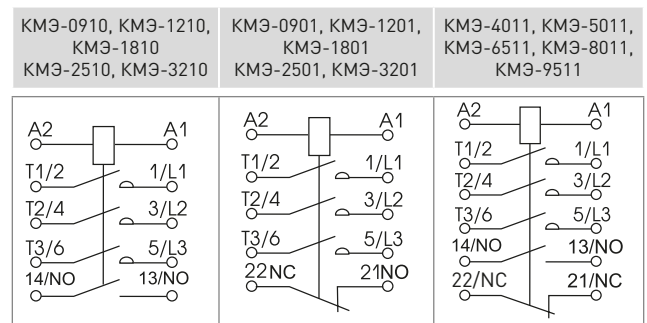 КМЭ-0910, КМЭ-1210,
КМЭ-1810
КМЭ-2510, КМЭ-3210
КМЭ-0901, КМЭ-1201,
КМЭ-1801
КМЭ-2501, КМЭ-3201
КМЭ-4011, КМЭ-5011,
КМЭ-6511, КМЭ-8011,
КМЭ-9511
A2 A1
T1/2 1/L1
T2/4 3/L2
T3/6 5/L3
14/NO 13/NO
A2 A1
T1/2 1/L1
T2/4 3/L2
T3/6 5/L3
22NC 21NO
A2 A1
T1/2 1/L1
T2/4 3/L2
T3/6 5/L3
14/NO 13/NO
22/NC 21/NC